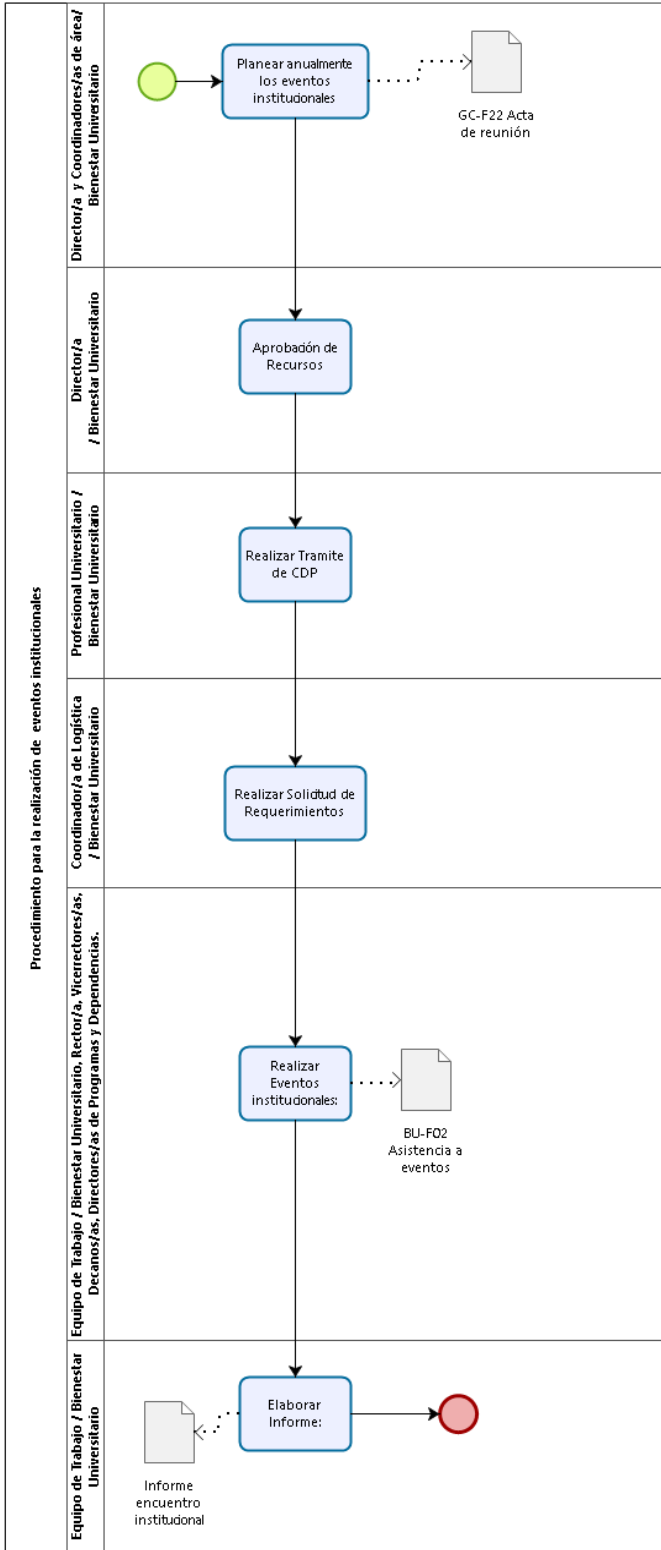 Procedimiento para la realización de eventos institucionales
Director/a y Coordinadores/as de área/
Bienestar Universitario
Planear anualmente
los eventos
institucionales
GC-F22 Acta
de reunión
Director/a
/ Bienestar Universitario
Aprobación de
Recursos
Profesional Universitario /
Bienestar Universitario
Realizar Tramite
de CDP
Coordinador/a de Logística
/ Bienestar Universitario
Realizar Solicitud de
Requerimientos
Equipo de Trabajo / Bienestar Universitario, Rector/a, Vicerrectores/as,
Decanos/as, Directores/as de Programas y Dependencias.
Realizar
Eventos
institucionales:
BU-F02
Asistencia a
eventos
Equipo de Trabajo / Bienestar
Universitario
Elaborar
Informe:
Informe
encuentro
institucional